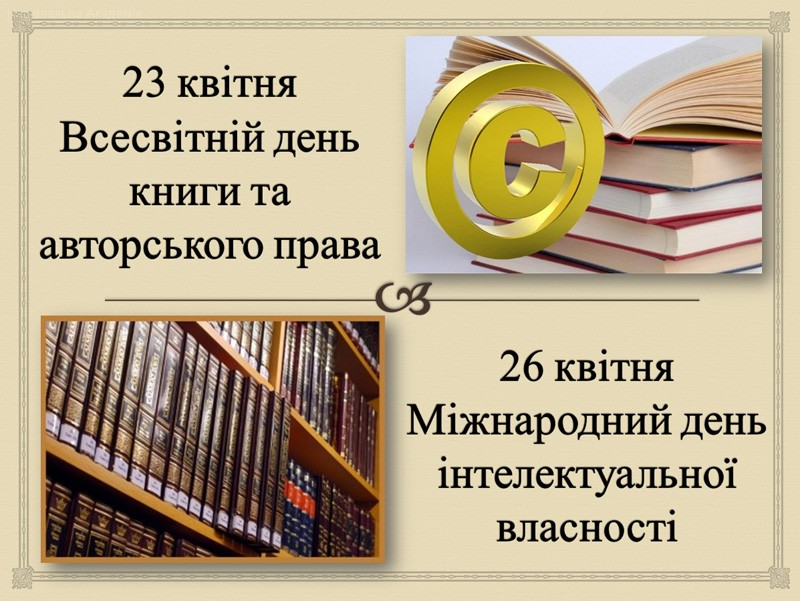 23 квітня
Всесвітній день
книги та
авторського права
26 квітня
Міжнародний день
інтелектуальної
власності